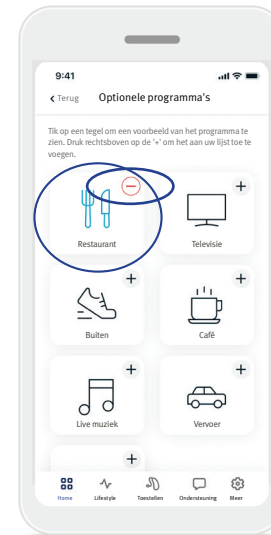 9:41
Terug Optionele programma's
Tik op een tegel om een voorbeeld van het programma te
zien. Druk rechtsboven op de '+' om het aan uw lijst toe te
voegen.
Restaurant
+
Televisie
+
Buiten
+
Café
+
Live muziek
+
Vervoer
+
Home Lifestyle Toestellen Ondersteuning Meer